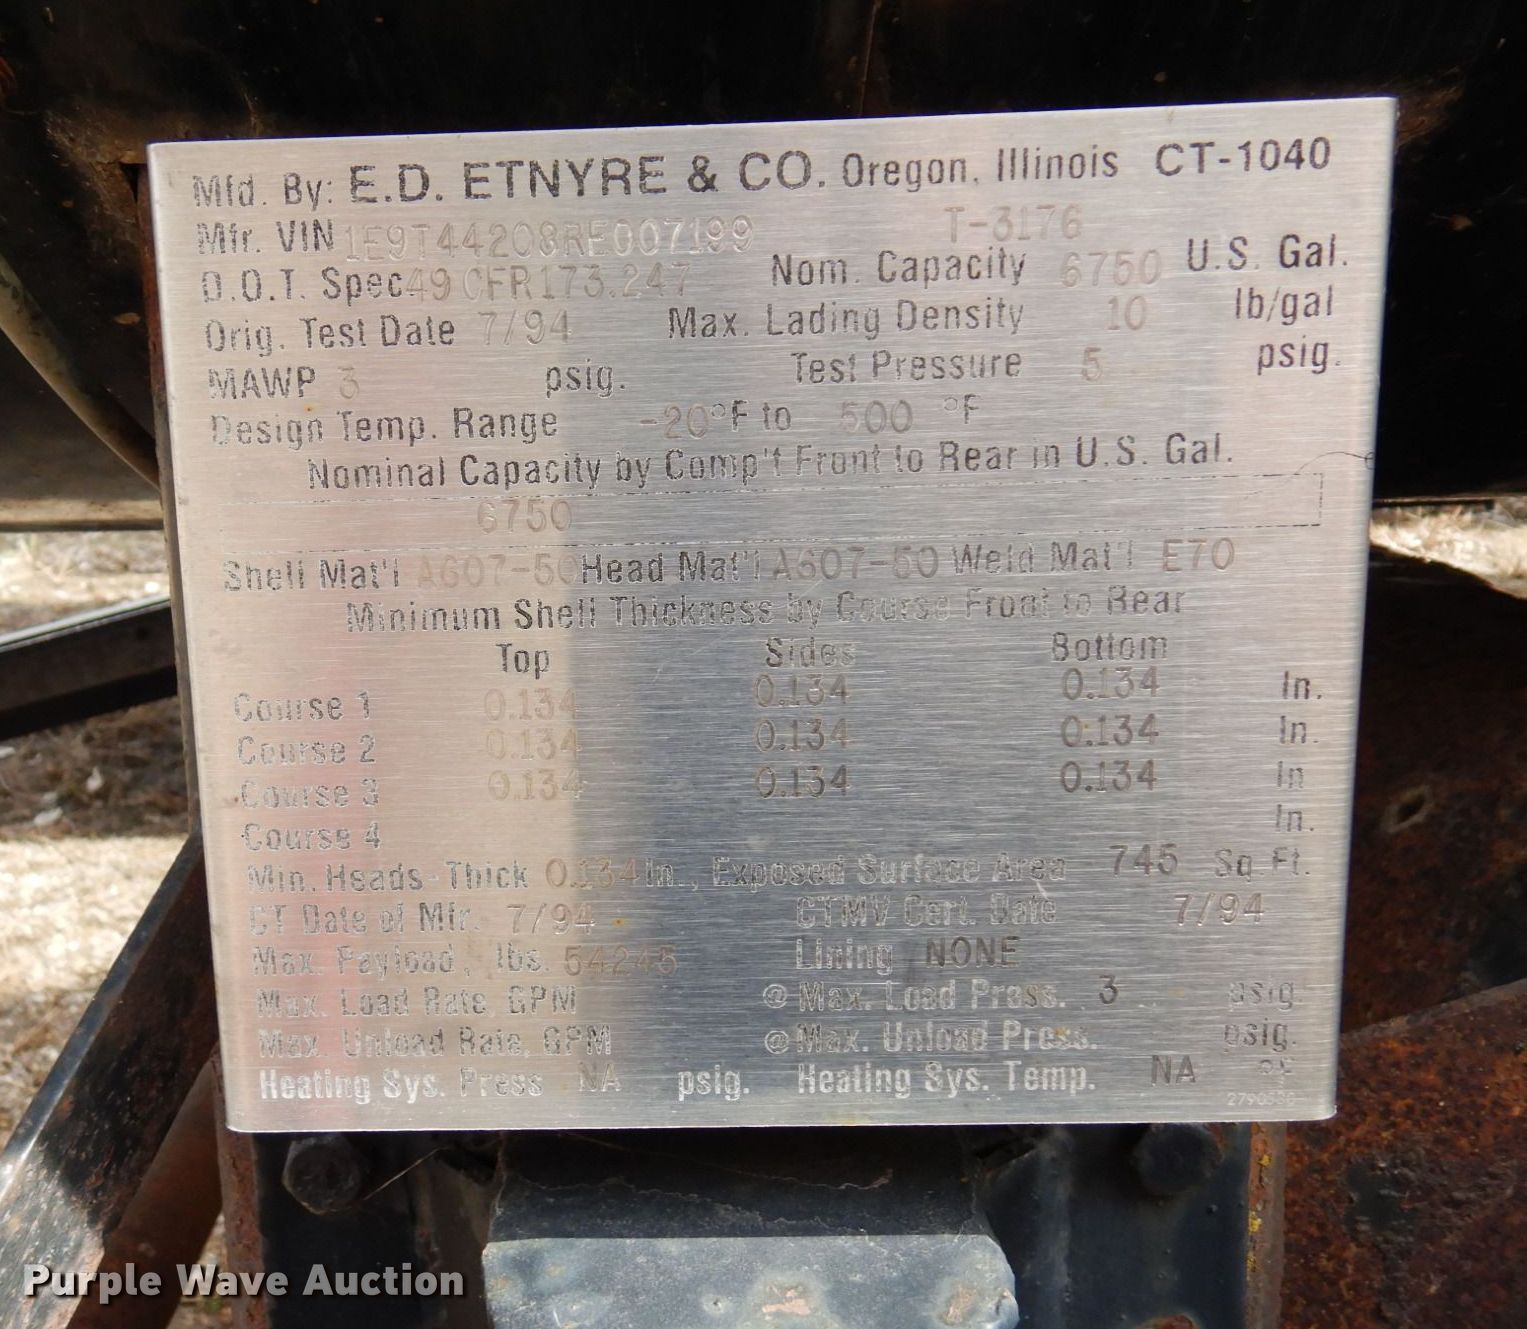 Mfd. By: E.D. ETNYRE & CO. Oregon, Illinois CT-1040
Mfr. VIN 1E9T44208RE007199 T-3176
D.O.T. Spec. 49 CFR 173.247 Nom. Capacity 6750 U.S. Gal.
Orig. Test Date 7/94 Max. Lading Density 10 lb/gal
MAWP 3 psig. Test Pressure 5 psig.
Design Temp. Range -20°F to 500 °F
Nominal Capacity by Comp't Front to Rear in U.S. Gal.
6750
Shell Mat'l A607-50 Head Mat'l A607-50 Weld Mat'l E70
Minimum Shell Thickness by Course Front to Rear
Top Sides Bottom
Course 1 0.134 0.134 0.134 In.
Course 2 0.134 0.134 0.134 In.
Course 3 0.134 0.134 0.134 In
Course 4 In.
Min. Heads-Thick 0.134 In., Exposed Surface Area 745 Sq. Ft.
CT Date of Mfr. 7/94 CTMV Cert. Date 7/94
Max. Payload, lbs. 54245 Lining NONE
Max. Load Rate, GPM @ Max. Load Press. 3 psig.
Max. Unload Rate, GPM @ Max. Unload Press. psig.
Heating Sys. Press NA psig. Heating Sys. Temp. NA °F
Purple Wave Auction